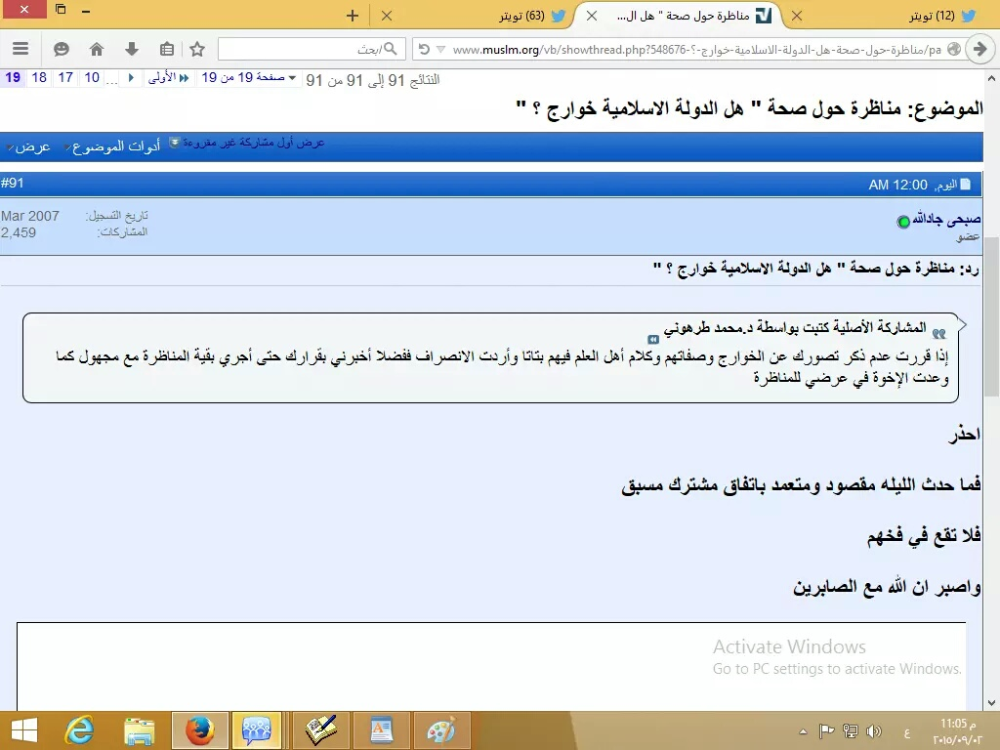 (12) تويتر
مناظرة حول صحة " هل ال...
(63) تويتر
www.muslm.org/vb/showthread.php?548676-مناظرة-حول-صحة-هل-الدولة-الاسلامية-خوارج-؟/pa
ابحث
النتائج 91 إلى 91 من 91
صفحة 19 من 19
الأولى
... 10 17 18 19
الموضوع: مناظرة حول صحة " هل الدولة الاسلامية خوارج ؟ "
عرض أول مشاركة غير مقروءة
أدوات الموضوع
عرض
اليوم, 12:00 AM
#91
صبحى جادالله
عضو
تاريخ التسجيل: Mar 2007
المشاركات: 2,459
رد: مناظرة حول صحة " هل الدولة الاسلامية خوارج ؟ "
المشاركة الأصلية كتبت بواسطة د.محمد طرهوني
إذا قررت عدم ذكر تصورك عن الخوارج وصفاتهم وكلام أهل العلم فيهم بتاتا وأردت الانصراف ففضلا أخبرني بقرارك حتى أجري بقية المناظرة مع مجهول كما
وعدت الإخوة في عرضي للمناظرة
احذر
فما حدث الليله مقصود ومتعمد باتفاق مشترك مسبق
فلا تقع في فخهم
واصبر ان الله مع الصابرين
Activate Windows
Go to PC settings to activate Windows.
ع
11:05 م
٢٠١٥/٠٩/٠٢